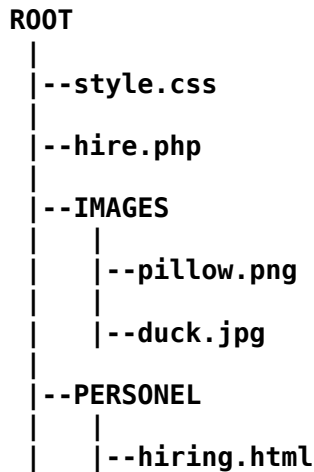 ROOT
|
|--style.css
|
|--hire.php
|
|--IMAGES
|   |
|   |--pillow.png
|   |
|   |--duck.jpg
|
|--PERSONEL
|   |
|   |--hiring.html